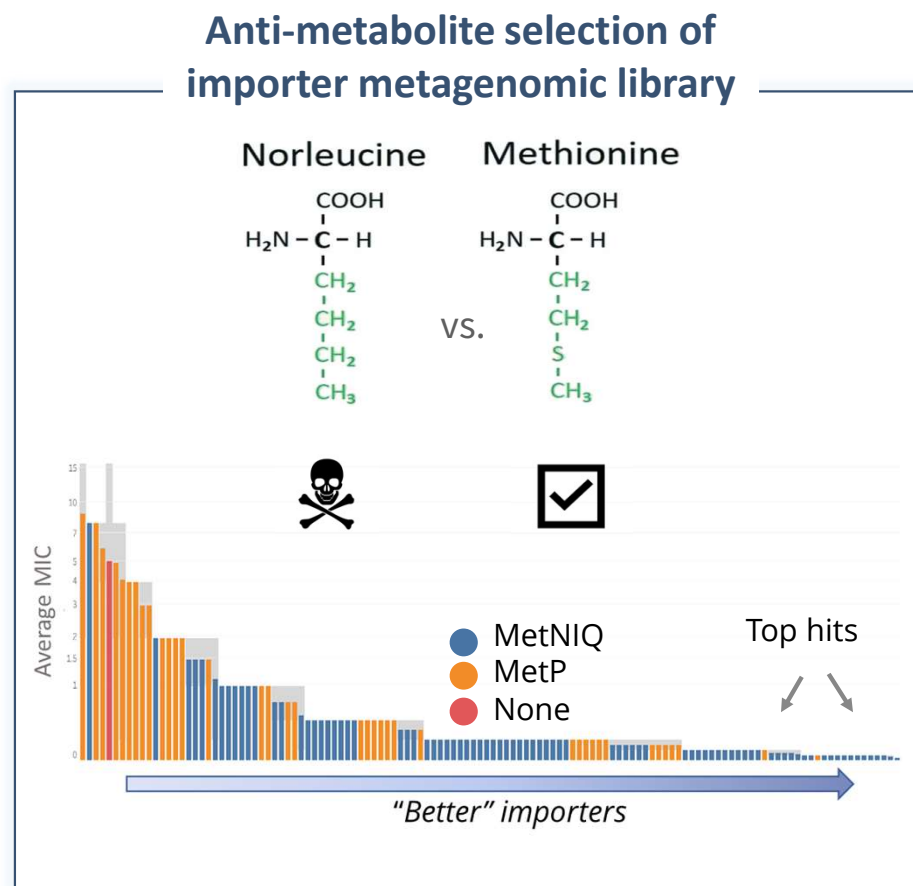 Anti-metabolite selection of
importer metagenomic library
Norleucine
COOH
H₂N – C – H
CH₂
CH₂
CH₂
CH₃
vs.
Methionine
COOH
H₂N – C – H
CH₂
CH₂
S
CH₃
Average MIC
15
10
7
5
4
3
2
1.5
1
0
MetNIQ
MetP
None
Top hits
"Better" importers